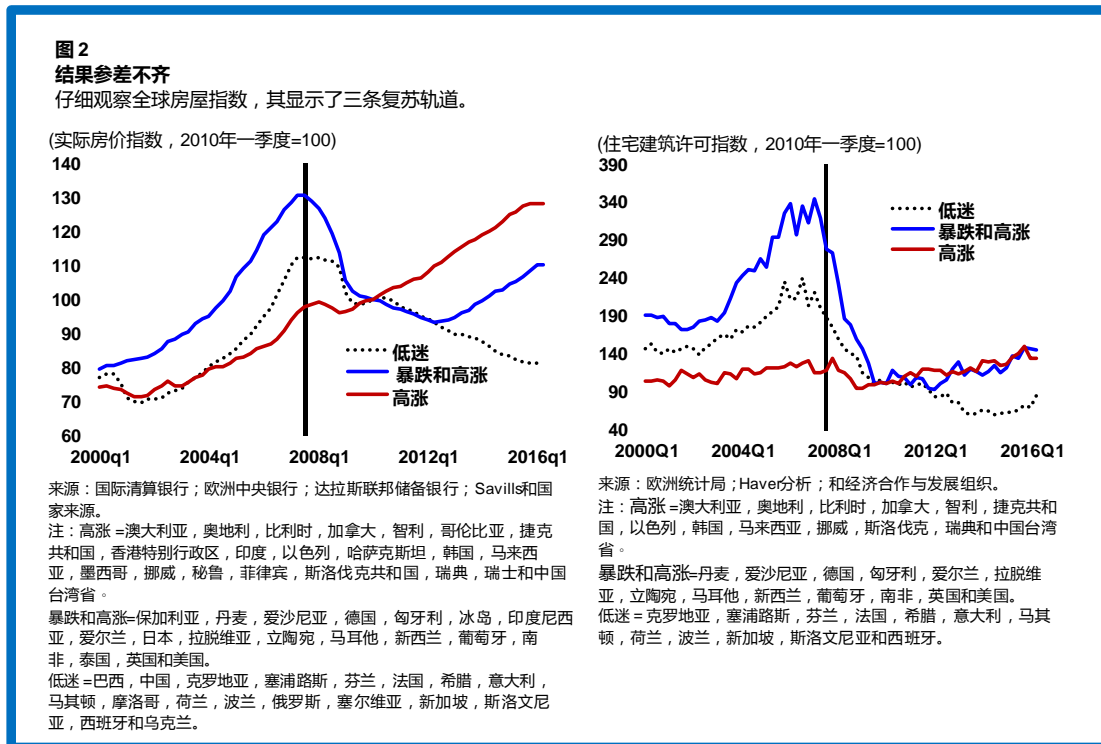 图 2
结果参差不齐
仔细观察全球房屋指数，其显示了三条复苏轨道。
(实际房价指数，2010年一季度=100)
140
130
120
110
100
90
80
70
60
低迷
暴跌和高涨
高涨
2000q1 2004q1 2008q1 2012q1 2016q1
来源：国际清算银行；欧洲中央银行；达拉斯联邦储备银行；Savills和国
家来源。
注：高涨 =澳大利亚，奥地利，比利时，加拿大，智利，哥伦比亚，捷克
共和国，香港特别行政区，印度，以色列，哈萨克斯坦，韩国，马来西
亚，墨西哥，挪威，秘鲁，菲律宾，斯洛伐克共和国，瑞典，瑞士和中国
台湾省。
暴跌和高涨=保加利亚，丹麦，爱沙尼亚，德国，匈牙利，冰岛，印度尼西
亚，爱尔兰，日本，拉脱维亚，立陶宛，马耳他，新西兰，葡萄牙，南
非，泰国，英国和美国。
低迷=巴西，中国，克罗地亚，塞浦路斯，芬兰，法国，希腊，意大利，
马其顿，摩洛哥，荷兰，波兰，俄罗斯，塞尔维亚，新加坡，斯洛文尼
亚，西班牙和乌克兰。
(住宅建筑许可指数，2010年一季度=100)
390
340
290
240
190
140
90
40
低迷
暴跌和高涨
高涨
2000Q1 2004Q1 2008Q1 2012Q1 2016Q1
来源：欧洲统计局；Haver分析；和经济合作与发展组织。
注：高涨 =澳大利亚，奥地利，比利时，加拿大，智利，捷克共和
国，以色列，韩国，马来西亚，挪威，斯洛伐克，瑞典和中国台湾
省。
暴跌和高涨=丹麦，爱沙尼亚，德国，匈牙利，爱尔兰，拉脱维
亚，立陶宛，马耳他，新西兰，葡萄牙，南非，英国和美国。
低迷=克罗地亚，塞浦路斯，芬兰，法国，希腊，意大利，马其
顿，荷兰，波兰，新加坡，斯洛文尼亚和西班牙。